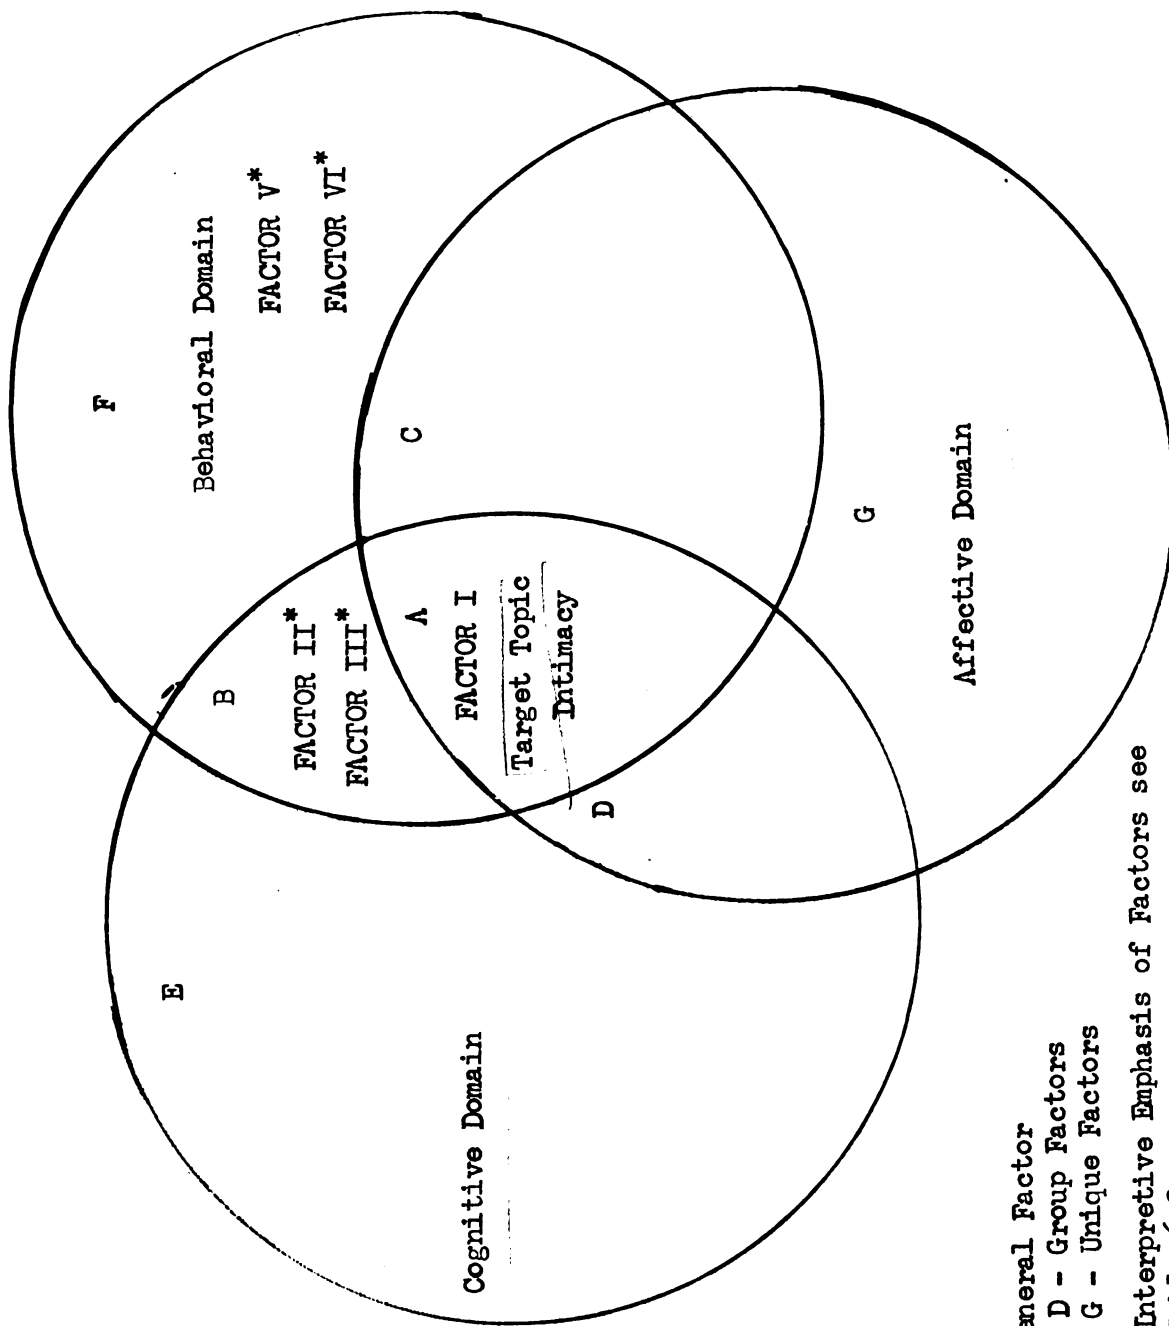 F
Behavioral Domain
FACTOR V*
FACTOR VI*
B
FACTOR II*
FACTOR III*
C
A
FACTOR I
Target Topic
Intimacy
E
D
G
Cognitive Domain
Affective Domain
eneral Factor
D - Group Factors
G - Unique Factors
Interpretive Emphasis of Factors see